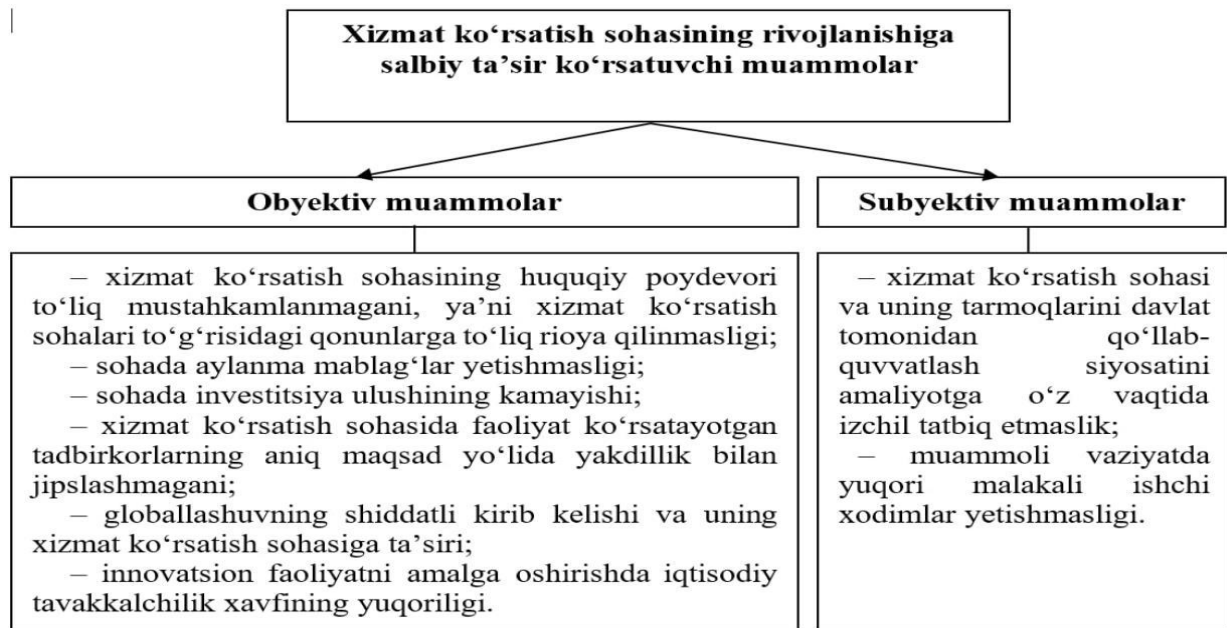 Xizmat ko‘rsatish sohasining rivojlanishiga
salbiy ta’sir ko‘rsatuvchi muammolar
Obyektiv muammolar
– xizmat ko‘rsatish sohasining huquqiy poydevori
to‘liq mustahkamlanmagani, ya’ni xizmat ko‘rsatish
sohalari to‘g‘risidagi qonunlarga to‘liq rioya qilinmasligi;
– sohada aylanma mablag‘lar yetishmasligi;
– sohada investitsiya ulushining kamayishi;
– xizmat ko‘rsatish sohasida faoliyat ko‘rsatayotgan
tadbirkorlarning aniq maqsad yo‘lida yakdillik bilan
jipslashmagani;
– globallashuvning shiddatli kirib kelishi va uning
xizmat ko‘rsatish sohasiga ta’siri;
– innovatsion faoliyatni amalga oshirishda iqtisodiy
tavakkalchilik xavfining yuqoriligi.
Subyektiv muammolar
– xizmat ko‘rsatish sohasi
va uning tarmoqlarini davlat
tomonidan qo‘llab-
quvvatlash siyosatini
amaliyotga o‘z vaqtida
izchil tatbiq etmaslik;
– muammoli vaziyatda
yuqori malakali ishchi
xodimlar yetishmasligi.